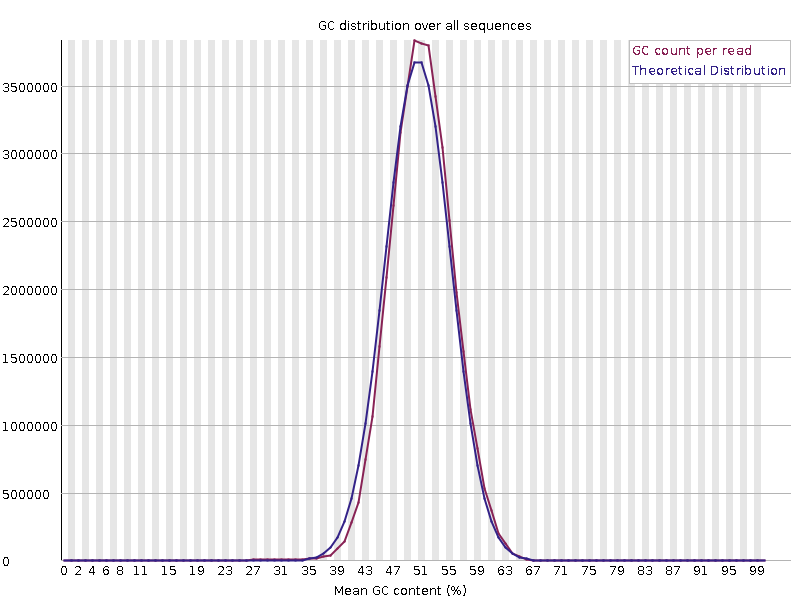 GC distribution over all sequences
GC count per read
Theoretical Distribution
3500000
3000000
2500000
2000000
1500000
1000000
500000
0
0 2 4 6 8 11 15 19 23 27 31 35 39 43 47 51 55 59 63 67 71 75 79 83 87 91 95 99
Mean GC content (%)